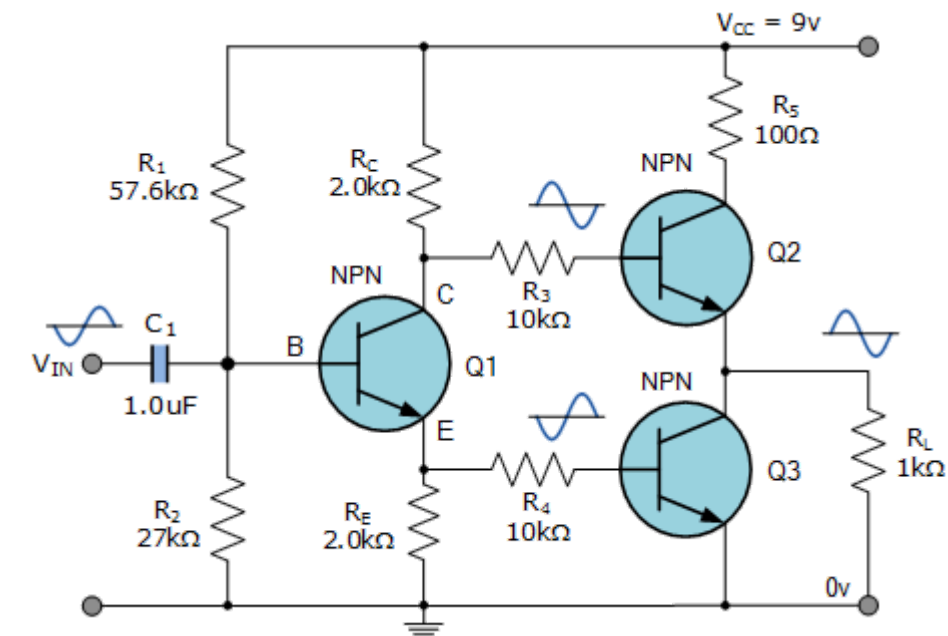 V_CC = 9v
R₅
100Ω
R₁
57.6kΩ
R_C
2.0kΩ
NPN
Q2
NPN
C
R₃
10kΩ
C₁
V_IN
1.0uF
B
Q1
E
NPN
Q3
R_L
1kΩ
R₂
27kΩ
R_E
2.0kΩ
R₄
10kΩ
0v